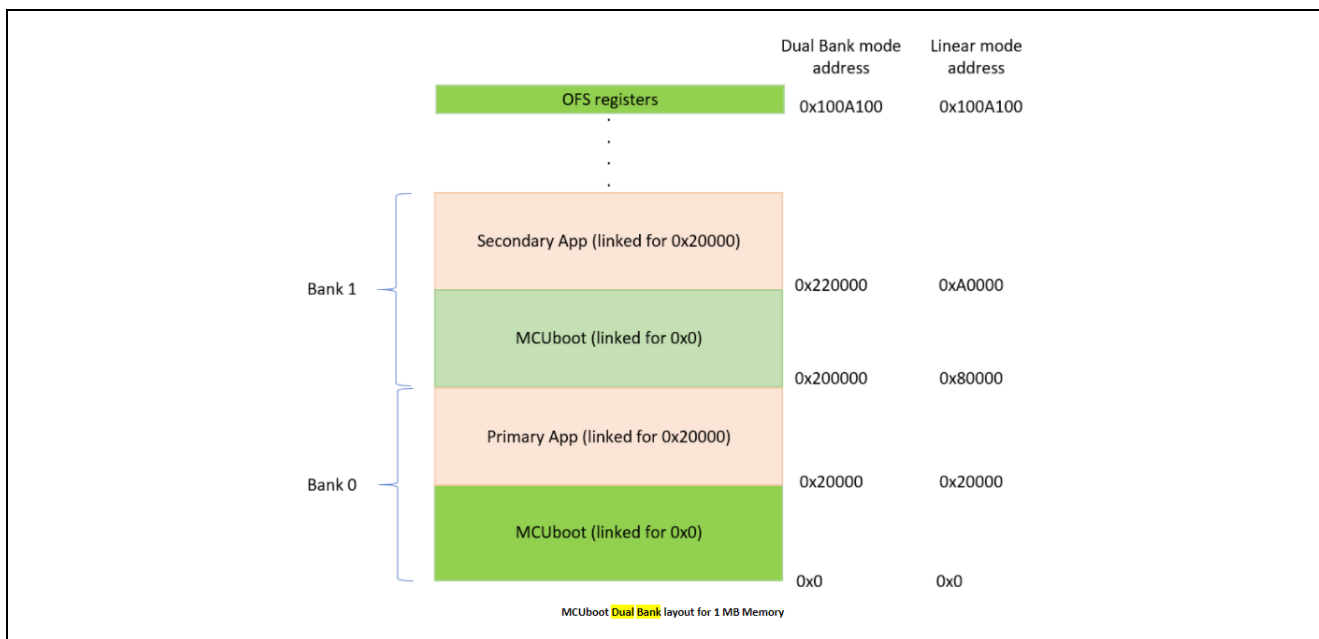 Dual Bank mode
address
Linear mode
address
OFS registers
0x100A100
0x100A100
Secondary App (linked for 0x20000)
Bank 1
0x220000
0xA0000
MCUboot (linked for 0x0)
0x200000
0x80000
Primary App (linked for 0x20000)
Bank 0
0x20000
0x20000
MCUboot (linked for 0x0)
0x0
0x0
MCUboot Dual Bank layout for 1 MB Memory